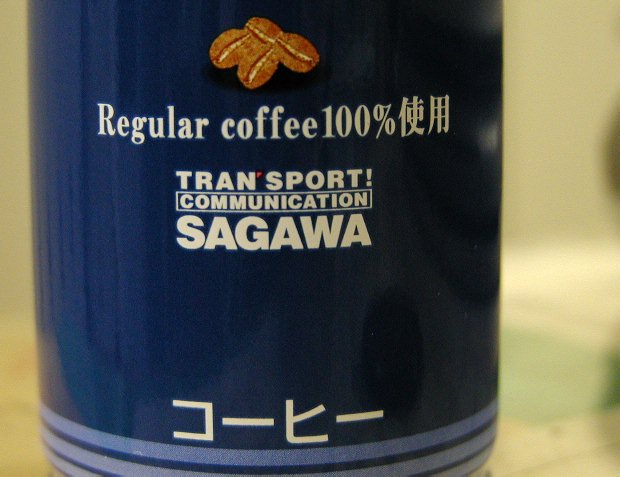 Regular coffee100%使用
TRAN'SPORT!
COMMUNICATION
SAGAWA
コーヒー